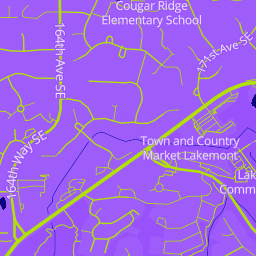 Cougar Ridge
Elementary School
164th Ave SE
171st Ave SE
Town and Country
Market Lakemont
164th Way SE
Lak
Comm